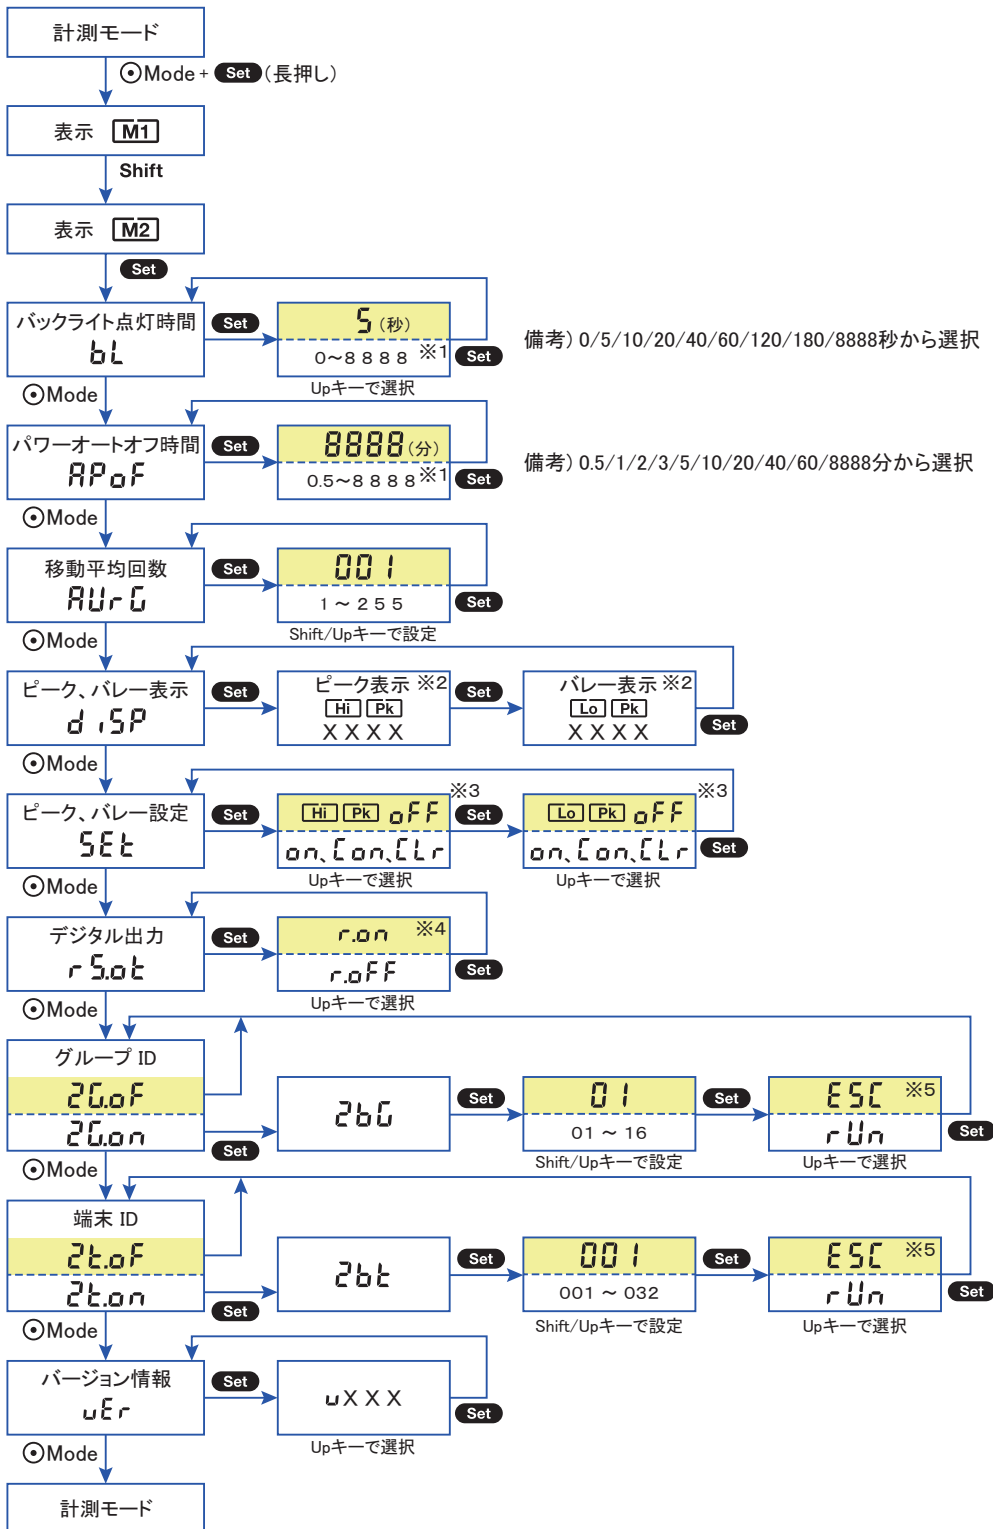 計測モード
⊙Mode + Set (長押し)
表示 M1
Shift
表示 M2
Set
バックライト点灯時間
bL
Set
5 (秒)
0~8888 ※1
Set
Upキーで選択
備考) 0/5/10/20/40/60/120/180/8888秒から選択
⊙Mode
パワーオートオフ時間
APoF
Set
8888 (分)
0.5~8888 ※1
Set
備考) 0.5/1/2/3/5/10/20/40/60/8888分から選択
⊙Mode
移動平均回数
AUrG
Set
001
1~255
Set
Shift/Upキーで設定
⊙Mode
ピーク、バレー表示
diSP
Set
ピーク表示 ※2
Hi Pk
XXXX
Set
バレー表示 ※2
Lo Pk
XXXX
Set
⊙Mode
ピーク、バレー設定
SEt
Set
Hi Pk oFF ※3
on、Con、CLr
Upキーで選択
Set
Lo Pk oFF ※3
on、Con、CLr
Upキーで選択
Set
⊙Mode
デジタル出力
rS.ot
Set
r.on ※4
r.oFF
Set
Upキーで選択
⊙Mode
グループ ID
2G.oF
2G.on
Set
2bG
Set
01
01 ~ 16
Shift/Upキーで設定
Set
ESC ※5
rUn
Upキーで選択
Set
⊙Mode
端末 ID
2t.oF
2t.on
Set
2bt
Set
001
001 ~ 032
Shift/Upキーで設定
Set
ESC ※5
rUn
Upキーで選択
Set
⊙Mode
バージョン情報
uEr
Set
uXXX
Set
Upキーで選択
⊙Mode
計測モード